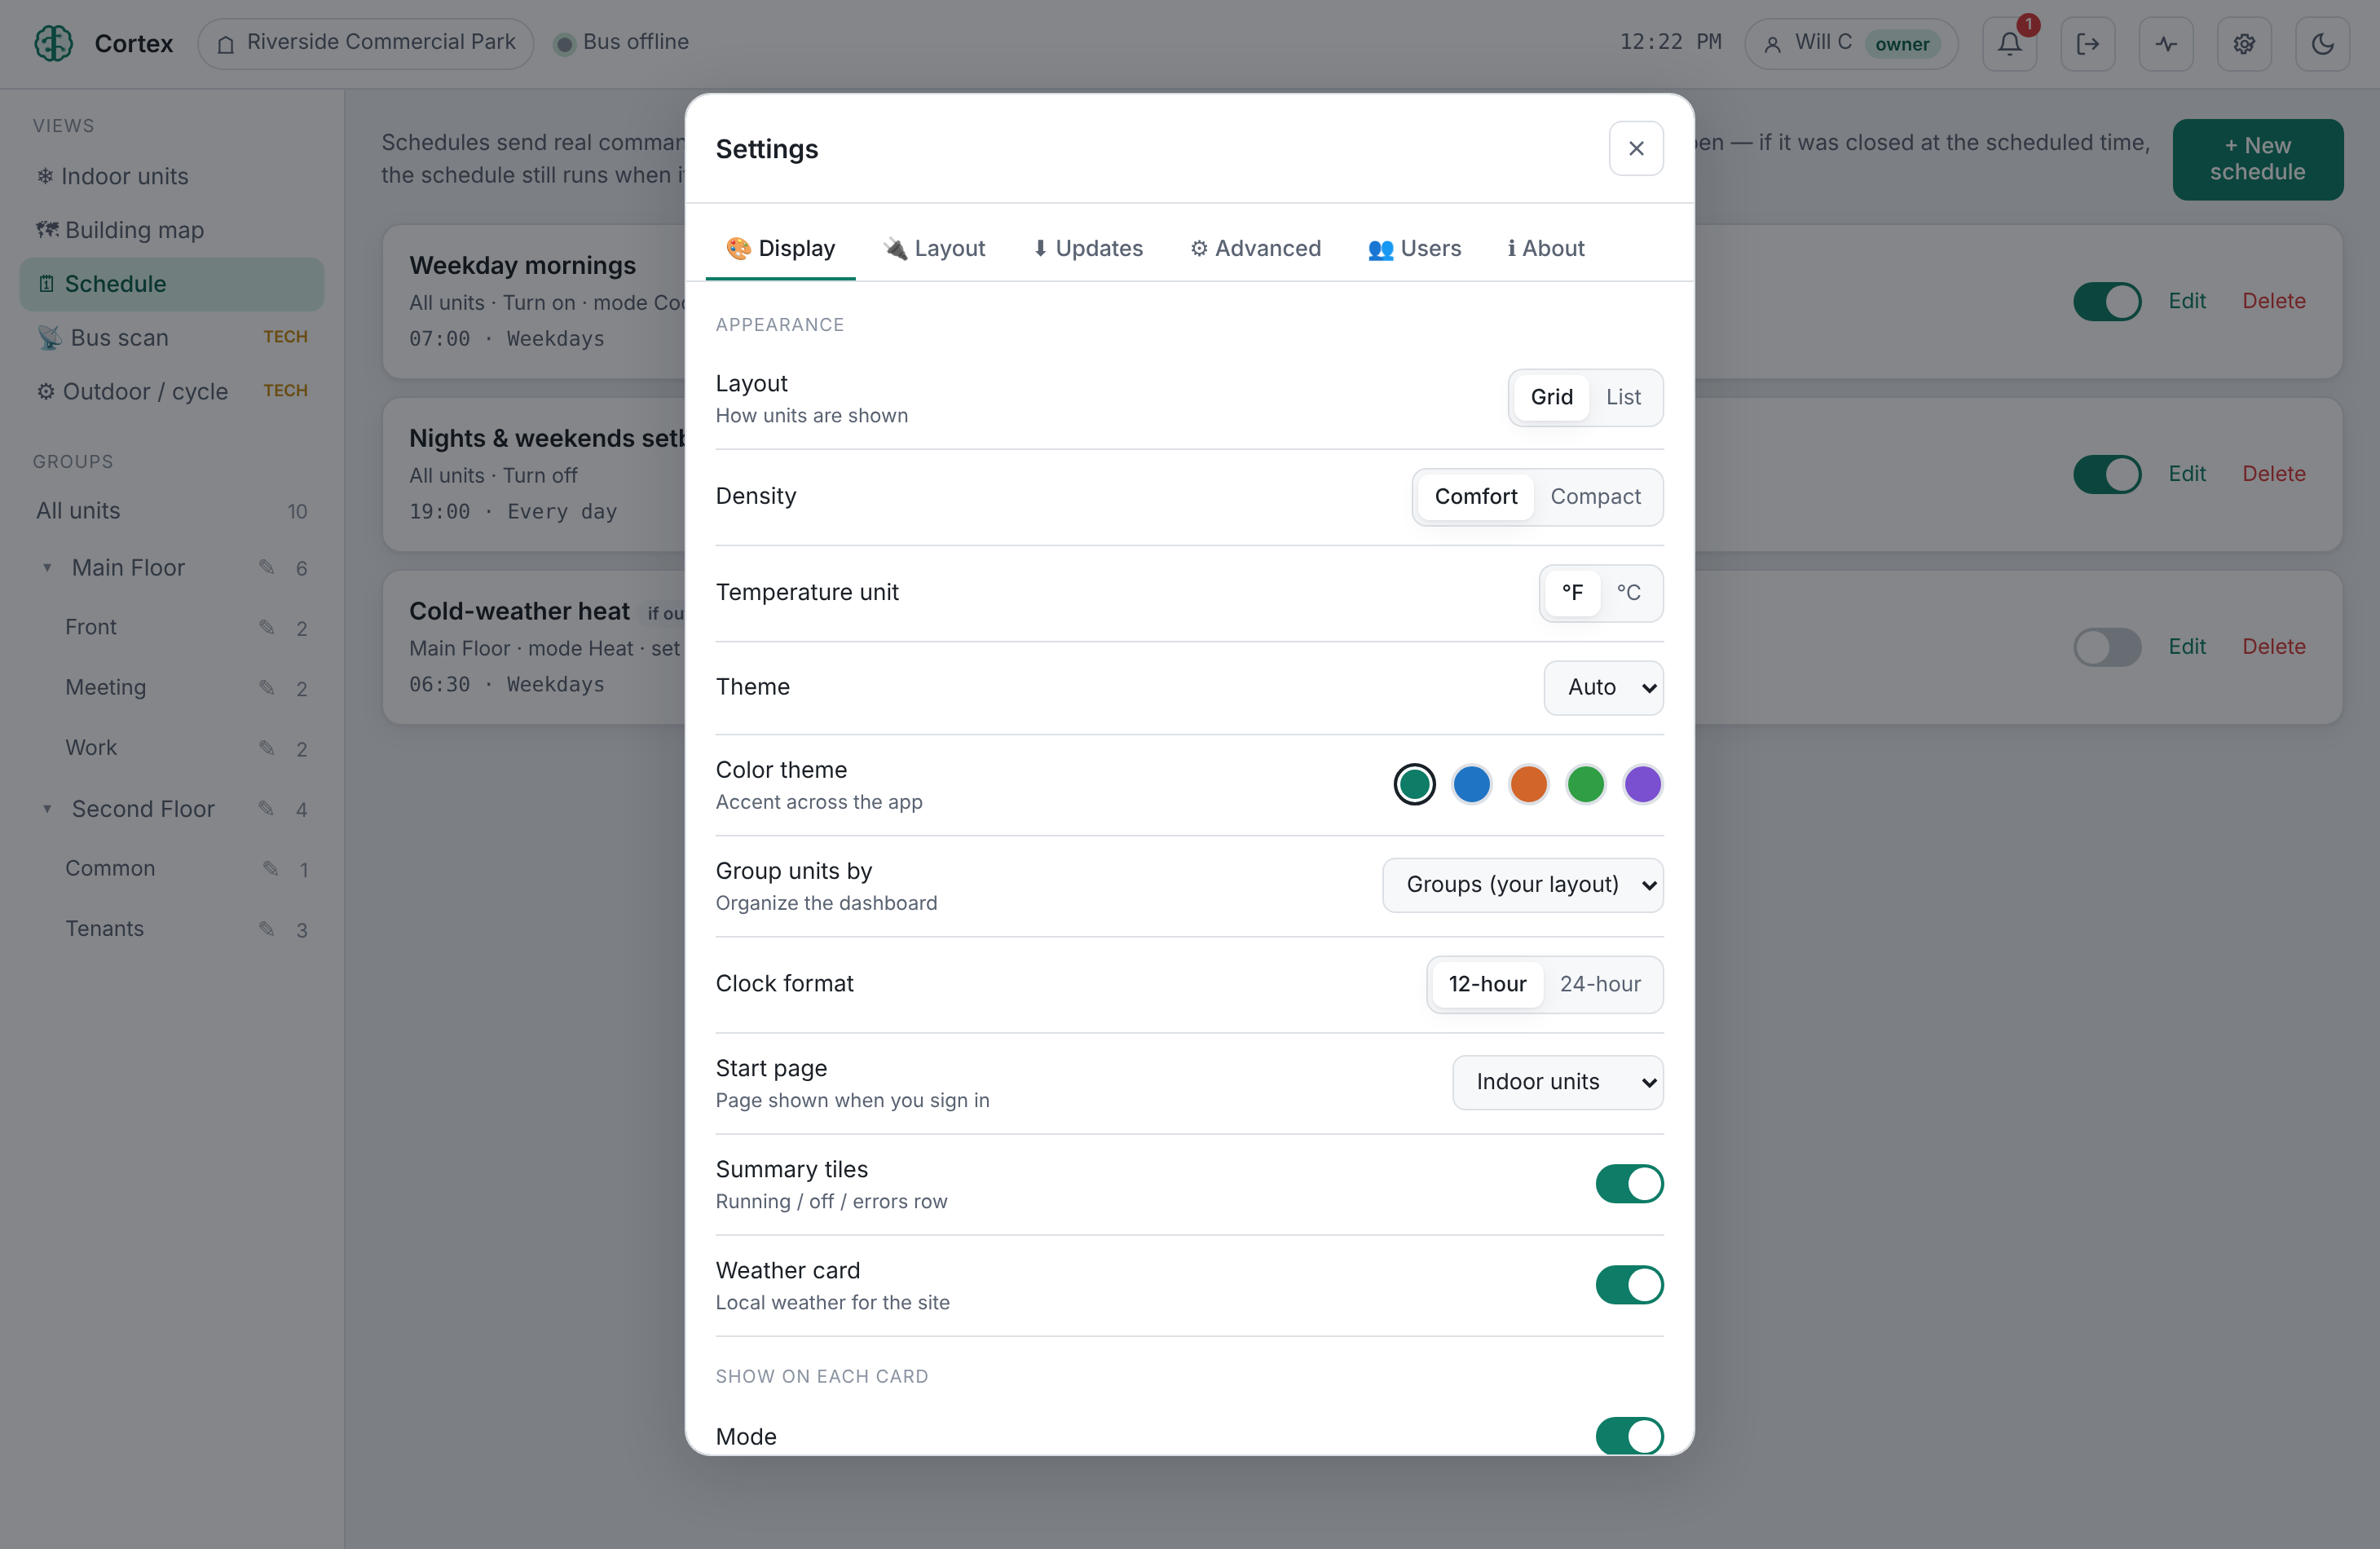 Cortex
Riverside Commercial Park
Bus offline
12:22 PM
Will C owner
1
VIEWS
Indoor units
Building map
Schedule
Bus scan TECH
Outdoor / cycle TECH
GROUPS
All units 10
Main Floor 6
Front 2
Meeting 2
Work 2
Second Floor 4
Common 1
Tenants 3
Schedules send real
en — if it was closed at the scheduled time,
the schedule still runs when
+ New
schedule
Weekday mornings
All units · Turn on · mode
07:00 · Weekdays
Edit Delete
Nights & weekends
All units · Turn off
19:00 · Every day
Edit Delete
Cold-weather heat if
Main Floor · mode Heat · set
06:30 · Weekdays
Edit Delete
Settings
Display
Layout
Updates
Advanced
Users
About
APPEARANCE
Layout
How units are shown
Grid List
Density
Comfort Compact
Temperature unit
°F °C
Theme
Auto
Color theme
Accent across the app
Group units by
Organize the dashboard
Groups (your layout)
Clock format
12-hour 24-hour
Start page
Page shown when you sign in
Indoor units
Summary tiles
Running / off / errors row
Weather card
Local weather for the site
SHOW ON EACH CARD
Mode